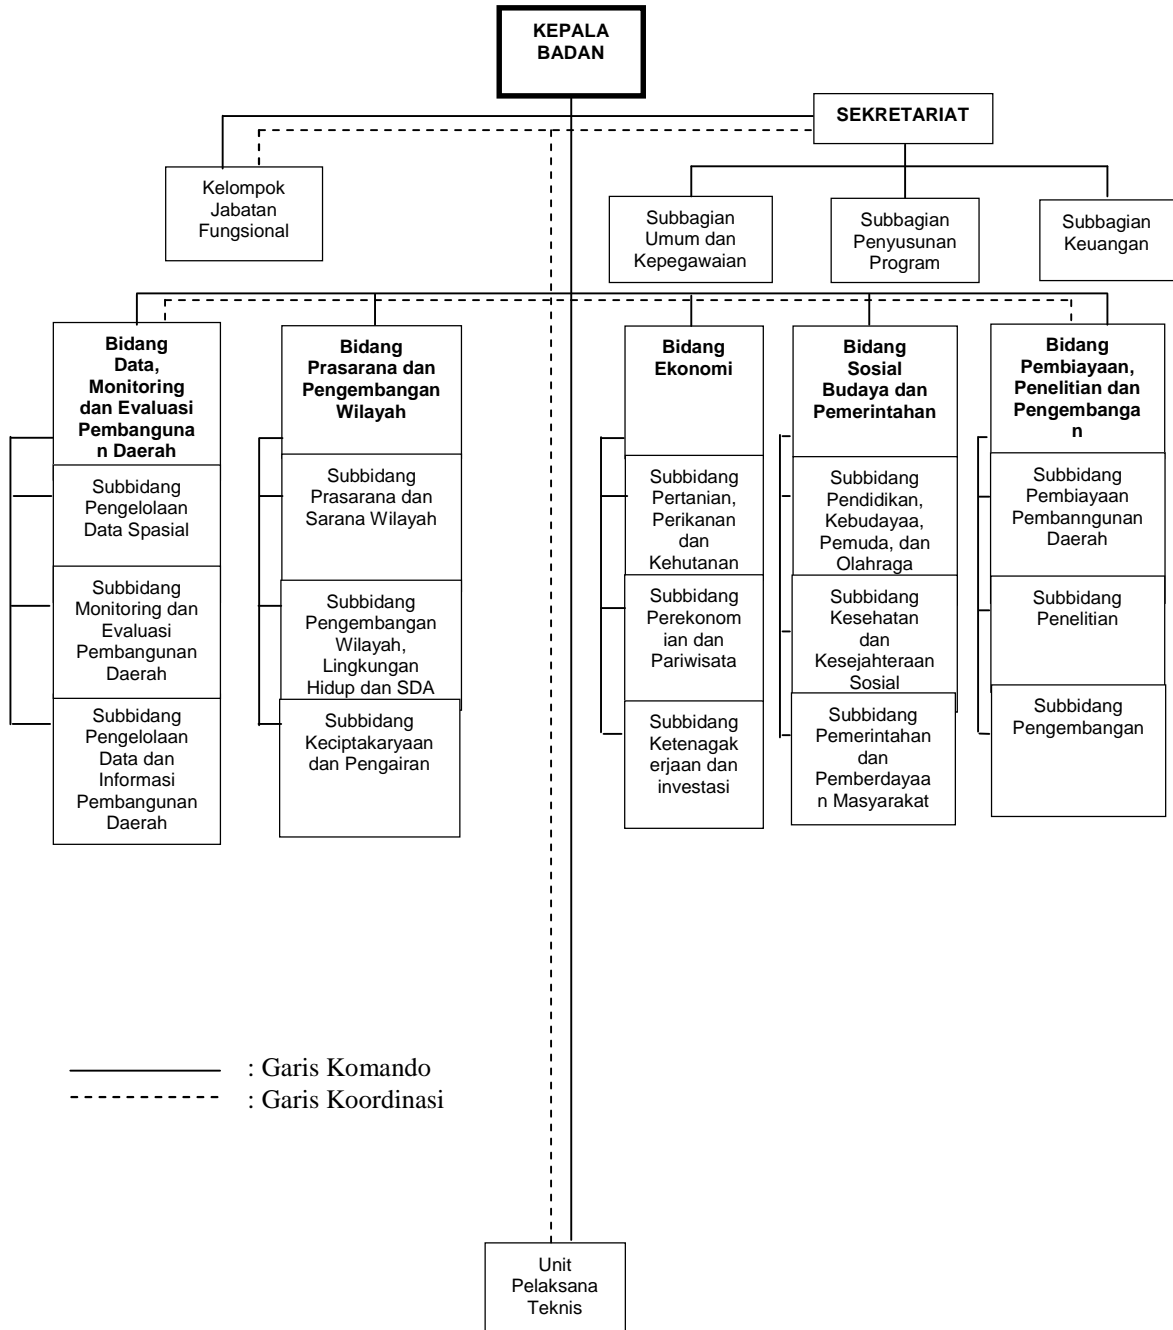 KEPALA
BADAN
SEKRETARIAT
Kelompok
Jabatan
Fungsional
Subbagian
Umum dan
Kepegawaian
Subbagian
Penyusunan
Program
Subbagian
Keuangan
Bidang
Data,
Monitoring
dan Evaluasi
Pembanguna
n Daerah
Bidang
Prasarana dan
Pengembangan
Wilayah
Bidang
Ekonomi
Bidang
Sosial
Budaya dan
Pemerintahan
Bidang
Pembiayaan,
Penelitian dan
Pengembanga
n
Subbidang
Pengelolaan
Data Spasial
Subbidang
Prasarana dan
Sarana Wilayah
Subbidang
Pertanian,
Perikanan
dan
Kehutanan
Subbidang
Pendidikan,
Kebudayaa,
Pemuda, dan
Olahraga
Subbidang
Pembiayaan
Pembanngunan
Daerah
Subbidang
Monitoring dan
Evaluasi
Pembangunan
Daerah
Subbidang
Pengembangan
Wilayah,
Lingkungan
Hidup dan SDA
Subbidang
Perekonom
ian dan
Pariwisata
Subbidang
Kesehatan
dan
Kesejahteraan
Sosial
Subbidang
Penelitian
Subbidang
Pengelolaan
Data dan
Informasi
Pembangunan
Daerah
Subbidang
Keciptakaryaan
dan Pengairan
Subbidang
Ketenagak
erjaan dan
investasi
Subbidang
Pemerintahan
dan
Pemberdayaa
n Masyarakat
Subbidang
Pengembangan
: Garis Komando
: Garis Koordinasi
Unit
Pelaksana
Teknis